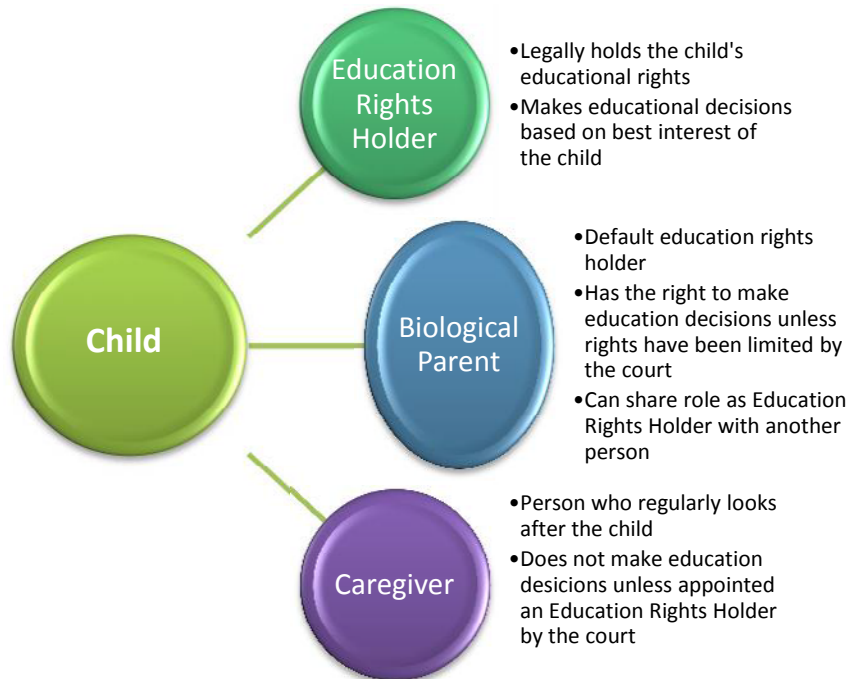 Child
Education
Rights
Holder
•Legally holds the child's
educational rights
•Makes educational decisions
based on best interest of
the child
Biological
Parent
•Default education rights
holder
•Has the right to make
education decisions unless
rights have been limited by
the court
•Can share role as Education
Rights Holder with another
person
Caregiver
•Person who regularly looks
after the child
•Does not make education
desicions unless appointed
an Education Rights Holder
by the court